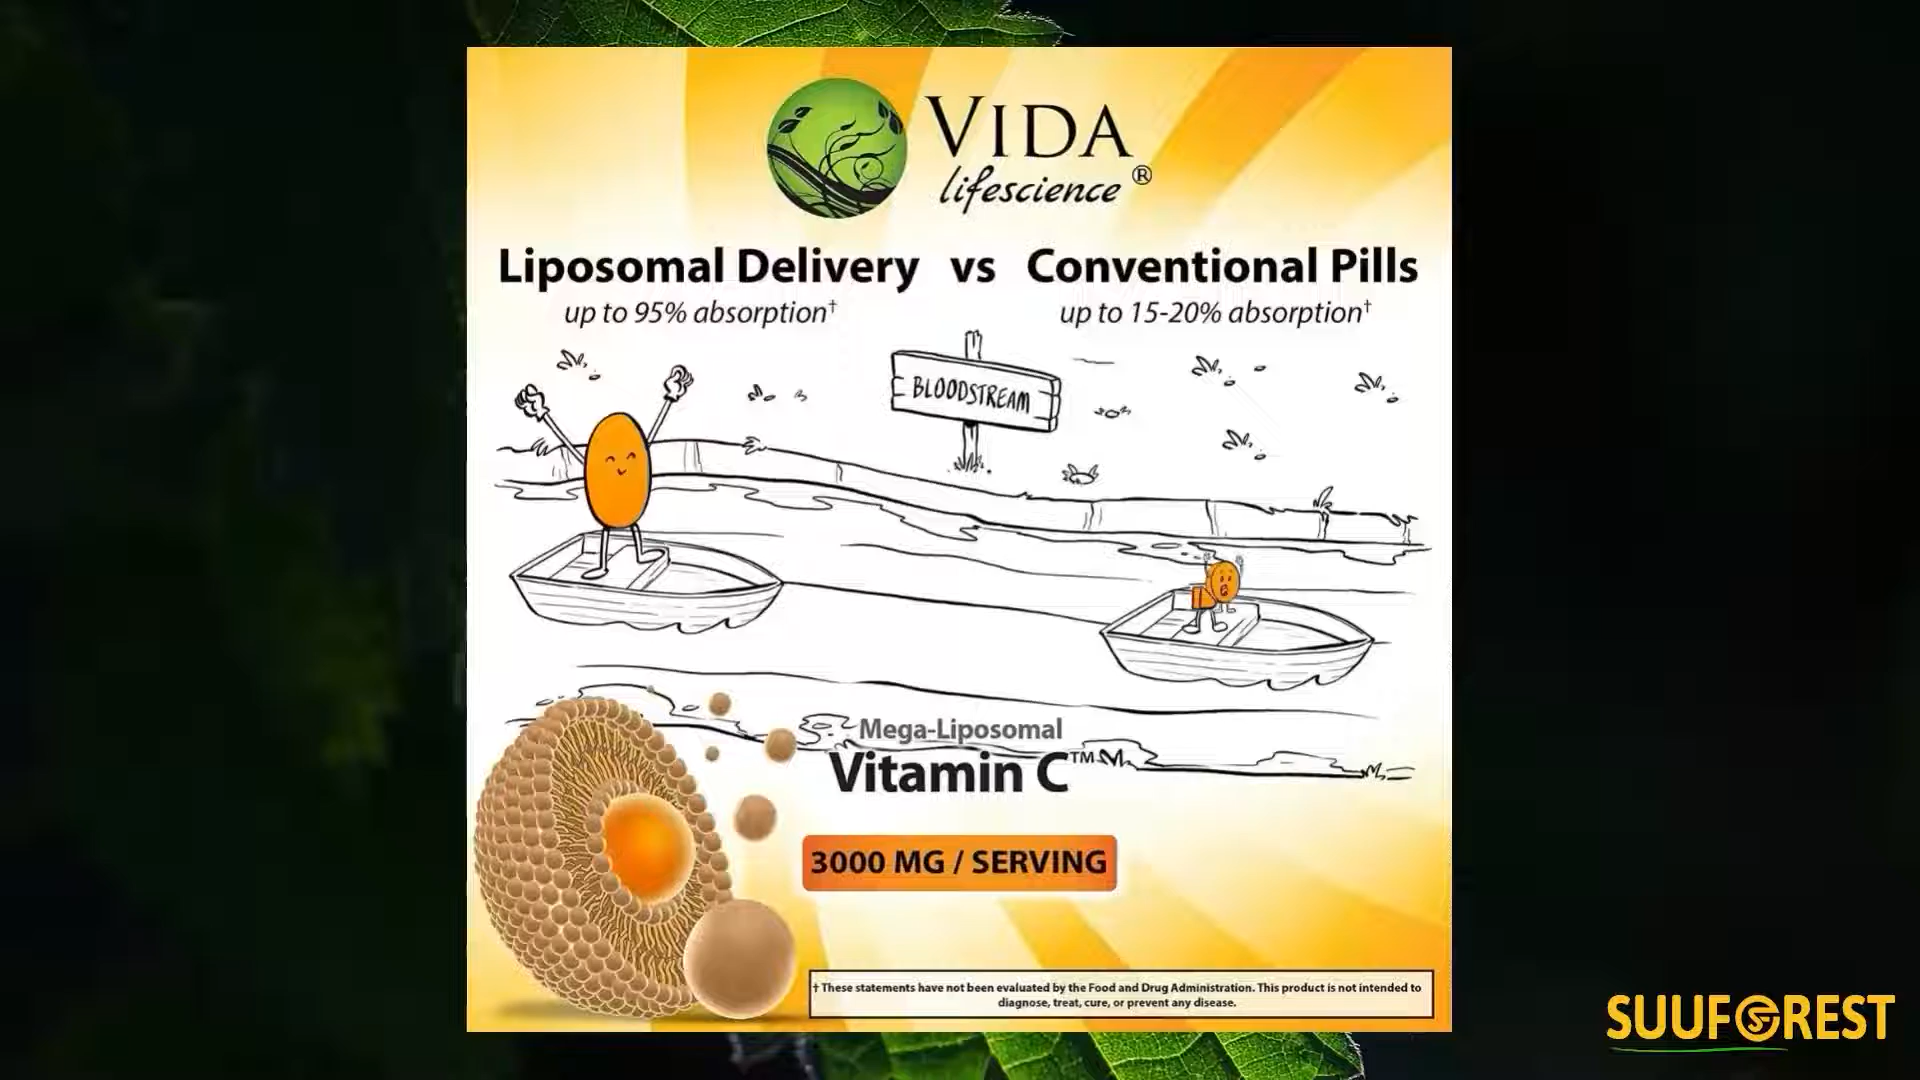 VIDA
lifescience®
Liposomal Delivery vs Conventional Pills
up to 95% absorption† up to 15-20% absorption†
BLOODSTREAM
Mega-Liposomal
Vitamin C™
3000 MG / SERVING
† These statements have not been evaluated by the Food and Drug Administration. This product is not intended to
diagnose, treat, cure, or prevent any disease.
SUUFOREST